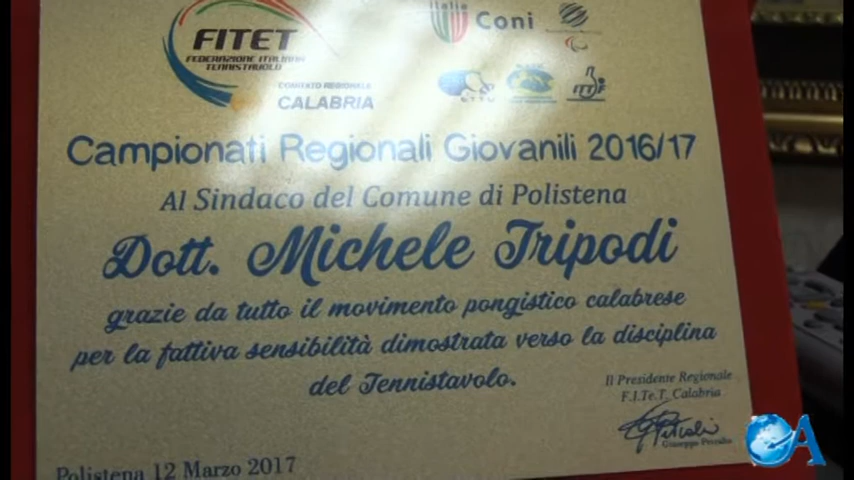 FITET
FEDERAZIONE ITALIANA
TENNISTAVOLO
COMITATO REGIONALE
CALABRIA
Coni
Campionati Regionali Giovanili 2016/17
Al Sindaco del Comune di Polistena
Dott. Michele Tripodi
grazie da tutto il movimento pongistico calabrese
per la fattiva sensibilità dimostrata verso la disciplina
del Tennistavolo.
Il Presidente Regionale
F.I.Te.T. Calabria
Giuseppe
Polistena 12 Marzo 2017
A